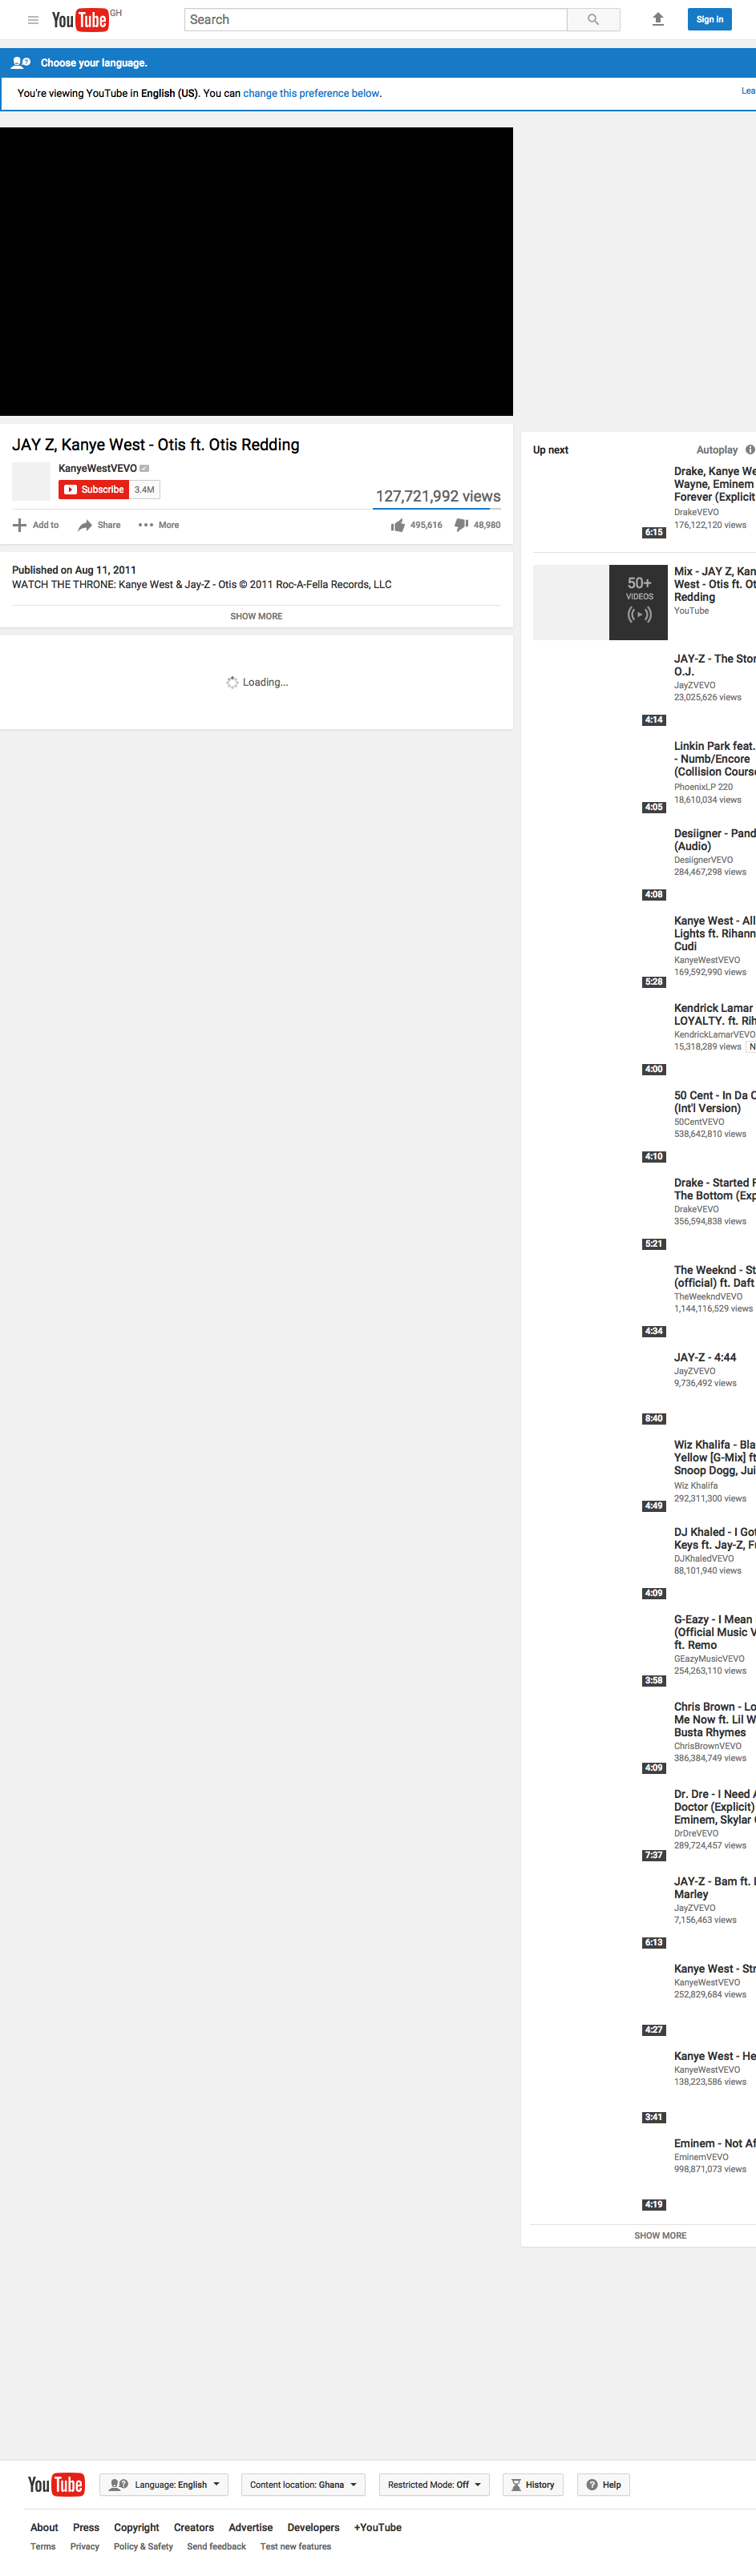 YouTube GH
Search
Sign in
Choose your language.
You're viewing YouTube in English (US). You can change this preference below.
JAY Z, Kanye West - Otis ft. Otis Redding
KanyeWestVEVO
Subscribe 3.4M
127,721,992 views
Add to Share More 495,616 48,980
Published on Aug 11, 2011
WATCH THE THRONE: Kanye West & Jay-Z - Otis © 2011 Roc-A-Fella Records, LLC
SHOW MORE
Loading...
Up next Autoplay
Drake, Kanye We
Wayne, Eminem
Forever (Explicit
DrakeVEVO
176,122,120 views
6:15
50+
VIDEOS
Mix - JAY Z, Kan
West - Otis ft. Ot
Redding
YouTube
JAY-Z - The Stor
O.J.
JayZVEVO
23,025,626 views
4:14
Linkin Park feat.
- Numb/Encore
(Collision Course
PhoenixLP 220
18,610,034 views
4:05
Desiigner - Pand
(Audio)
DesiignerVEVO
284,467,298 views
4:08
Kanye West - All
Lights ft. Rihann
Cudi
KanyeWestVEVO
169,592,990 views
5:28
Kendrick Lamar
LOYALTY. ft. Rih
KendrickLamarVEVO
15,318,289 views N
4:00
50 Cent - In Da C
(Int'l Version)
50CentVEVO
538,642,810 views
4:10
Drake - Started F
The Bottom (Exp
DrakeVEVO
356,594,838 views
5:21
The Weeknd - St
(official) ft. Daft
TheWeekndVEVO
1,144,116,529 views
4:34
JAY-Z - 4:44
JayZVEVO
9,736,492 views
8:40
Wiz Khalifa - Bla
Yellow [G-Mix] ft
Snoop Dogg, Jui
Wiz Khalifa
292,311,300 views
4:49
DJ Khaled - I Got
Keys ft. Jay-Z, F
DJKhaledVEVO
88,101,940 views
4:09
G-Eazy - I Mean
(Official Music V
ft. Remo
GEazyMusicVEVO
254,263,110 views
3:58
Chris Brown - Lo
Me Now ft. Lil W
Busta Rhymes
ChrisBrownVEVO
386,384,749 views
4:09
Dr. Dre - I Need A
Doctor (Explicit)
Eminem, Skylar
DrDreVEVO
289,724,457 views
7:37
JAY-Z - Bam ft.
Marley
JayZVEVO
7,156,463 views
6:13
Kanye West - Str
KanyeWestVEVO
252,829,684 views
4:27
Kanye West - He
KanyeWestVEVO
138,223,586 views
3:41
Eminem - Not Af
EminemVEVO
998,871,073 views
4:19
SHOW MORE
YouTube Language: English Content location: Ghana Restricted Mode: Off History Help
About Press Copyright Creators Advertise Developers +YouTube
Terms Privacy Policy & Safety Send feedback Test new features